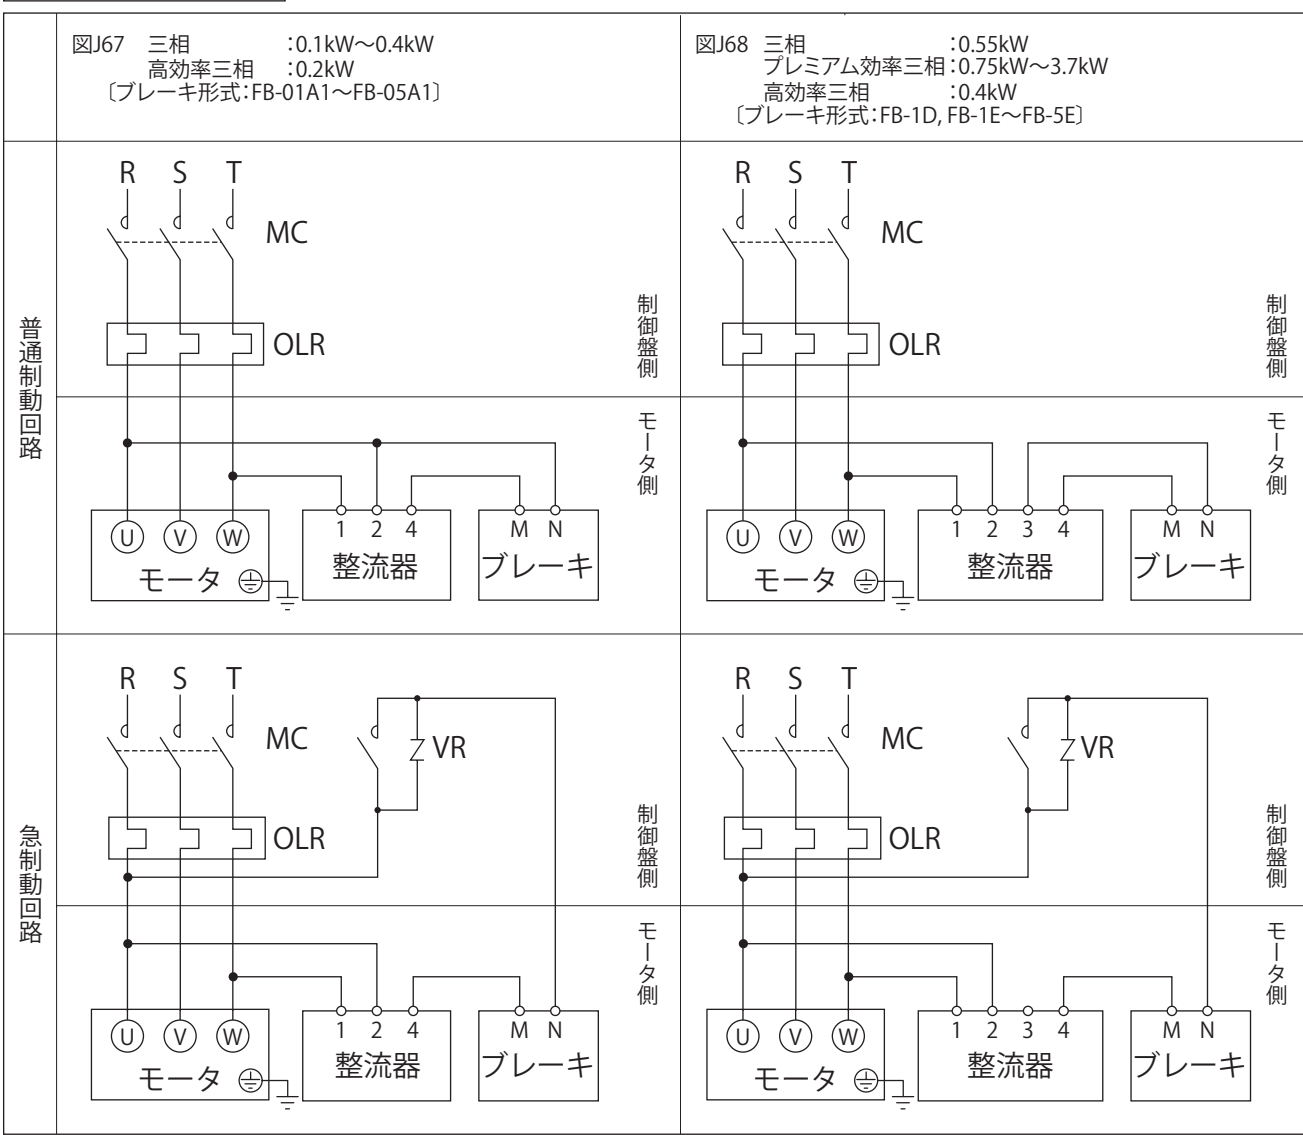 図J67 三相 :0.1kW～0.4kW
高効率三相 :0.2kW
〔ブレーキ形式:FB-01A1～FB-05A1〕
図J68 三相 :0.55kW
プレミアム効率三相:0.75kW～3.7kW
高効率三相 :0.4kW
〔ブレーキ形式:FB-1D, FB-1E～FB-5E〕
普通制動回路
R S T
MC
OLR
制御盤側
モータ側
U V W
モータ
1 2 4
整流器
M N
ブレーキ
R S T
MC
OLR
制御盤側
モータ側
U V W
モータ
1 2 3 4
整流器
M N
ブレーキ
急制動回路
R S T
MC
VR
OLR
制御盤側
モータ側
U V W
モータ
1 2 4
整流器
M N
ブレーキ
R S T
MC
VR
OLR
制御盤側
モータ側
U V W
モータ
1 2 3 4
整流器
M N
ブレーキ